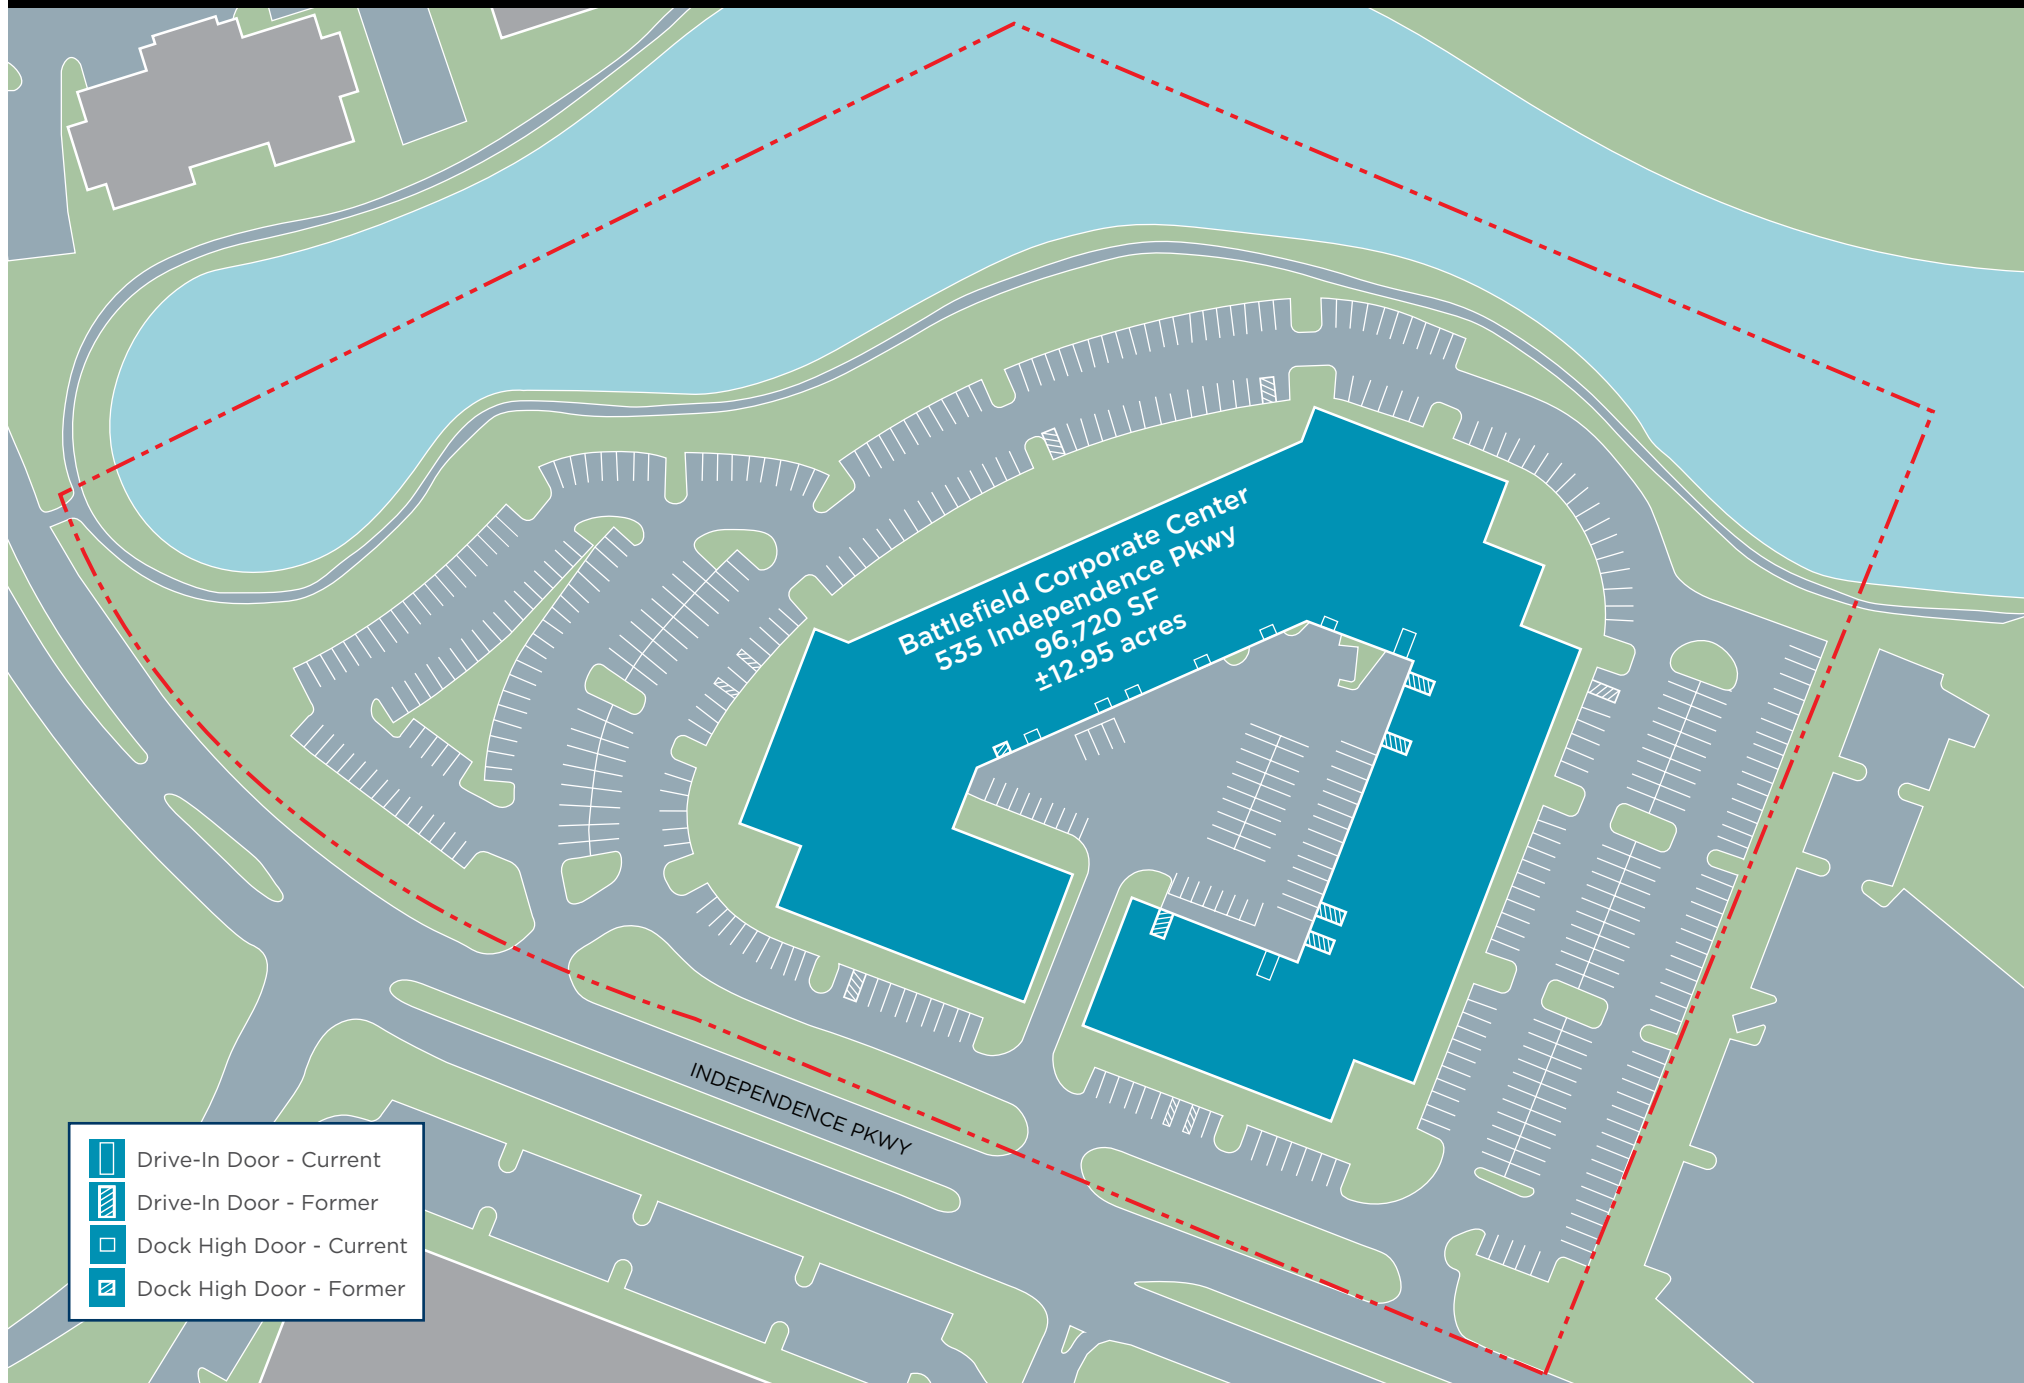 Battlefield Corporate Center
535 Independence Pkwy
96,720 SF
±12.95 acres
INDEPENDENCE PKWY
Drive-In Door - Current
Drive-In Door - Former
Dock High Door - Current
Dock High Door - Former